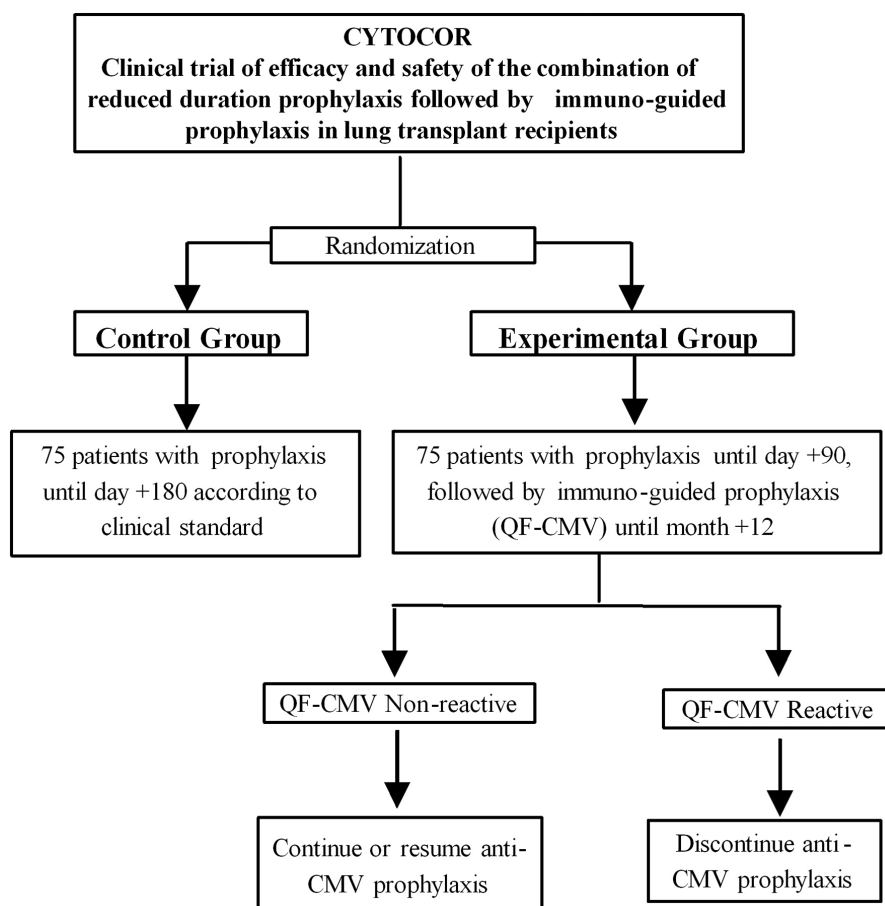 CYTOCOR
Clinical trial of efficacy and safety of the combination of
reduced duration prophylaxis followed by immuno-guided
prophylaxis in lung transplant recipients
Randomization
Control Group
Experimental Group
75 patients with prophylaxis
until day +180 according to
clinical standard
75 patients with prophylaxis until day +90,
followed by immuno-guided prophylaxis
(QF-CMV) until month +12
QF-CMV Non-reactive
QF-CMV Reactive
Continue or resume anti-
CMV prophylaxis
Discontinue anti-
CMV prophylaxis